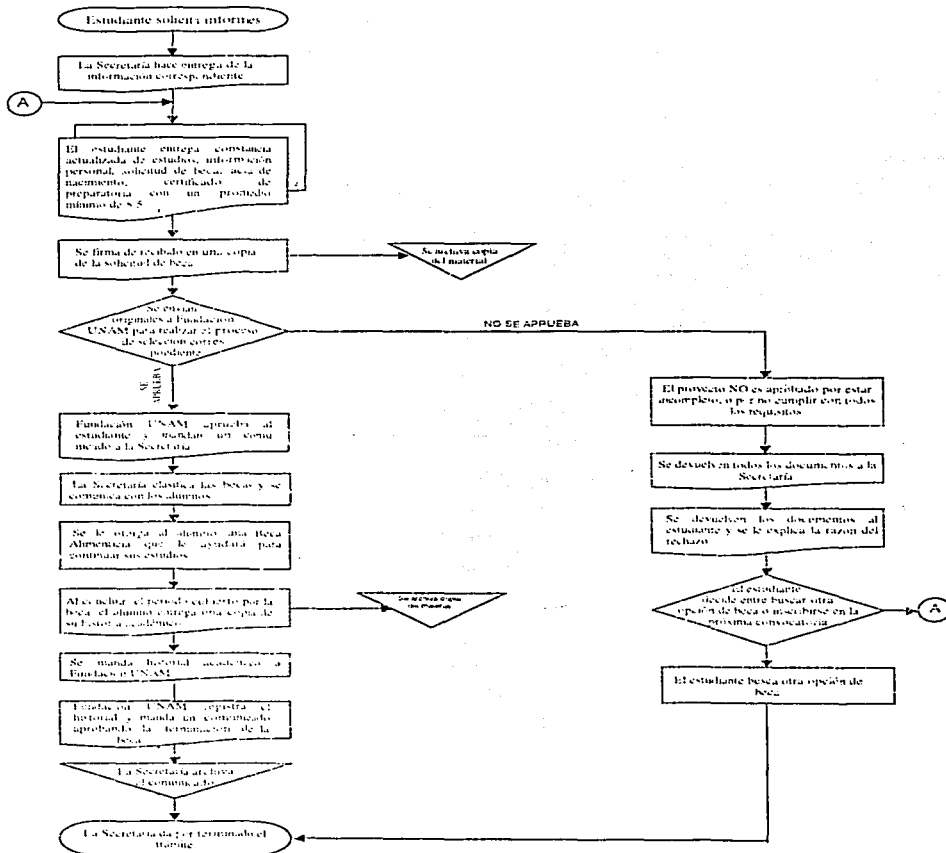 Estudiante solicita informes
La Secretaría hace entrega de la
información correspondiente
A
El estudiante entrega constancia
actualizada de estudios, información
personal, solicitud de beca, acta de
nacimiento, certificado de
preparatoria con un promedio
mínimo de 8.5
2
Se firma de recibido en una copia
de la solicitud de beca
Se archiva copia
del material
Se envían
originales a Fundación
UNAM para realizar el proceso
de selección corres
pondiente
NO SE APPRUEBA
SE
APRUEBA
Fundación UNAM aprueba al
estudiante y mandan un comu
nicado a la Secretaría
La Secretaría clasifica las becas y se
comunica con los alumnos
Se le otorga al alumno una Beca
Alimenticia que le ayudará para
continuar sus estudios
Al concluir el periodo cubierto por la
beca, el alumno entrega una copia de
su historia académico
Se archiva copia
Se manda historial académico a
Fundación UNAM
Fundación UNAM registra el
historial y manda un comunicado
aprobando la terminación de la
beca
La Secretaría archiva
el comunicado
La Secretaría da por terminado el
trámite
El proyecto NO es aprobado por estar
incompleto, o por no cumplir con todos
los requisitos
Se devuelven todos los documentos a la
Secretaría
Se devuelven los documentos al
estudiante y se le explica la razón del
rechazo
El estudiante
decide entre buscar otra
opción de beca o inscribirse en la
próxima convocatoria
A
El estudiante busca otra opción de
beca